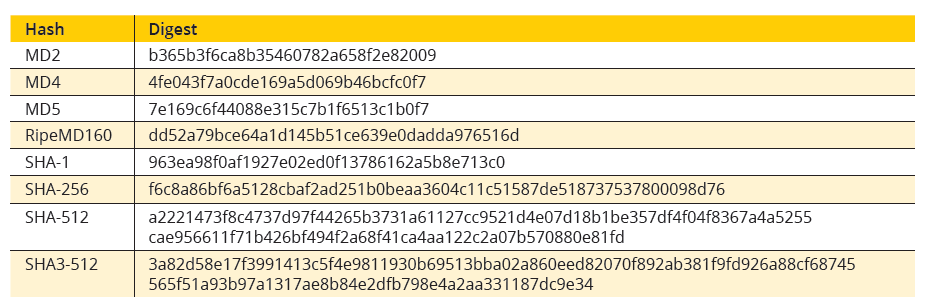 Hash Digest
MD2 b365b3f6ca8b35460782a658f2e82009
MD4 4fe043f7a0cde169a5d069b46bcfc0f7
MD5 7e169c6f44088e315c7b1f6513c1b0f7
RipeMD160 dd52a79bce64a1d145b51ce639e0dadda976516d
SHA-1 963ea98f0af1927e02ed0f13786162a5b8e713c0
SHA-256 f6c8a86bf6a5128cbaf2ad251b0beaa3604c11c51587de518737537800098d76
SHA-512 a2221473f8c4737d97f44265b3731a61127cc9521d4e07d18b1be357df4f04f8367a4a5255
cae956611f71b426bf494f2a68f41ca4aa122c2a07b570880e81fd
SHA3-512 3a82d58e17f3991413c5f4e9811930b69513bba02a860eed82070f892ab381f9fd926a88cf68745
565f51a93b97a1317ae8b84e2dfb798e4a2aa331187dc9e34